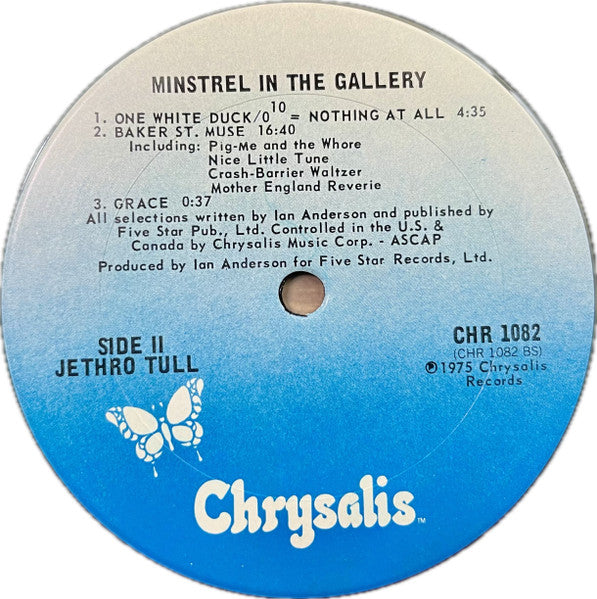 MINSTREL IN THE GALLERY
1. ONE WHITE DUCK/0¹⁰ = NOTHING AT ALL 4:35
2. BAKER ST. MUSE 16:40
Including: Pig-Me and the Whore
Nice Little Tune
Crash-Barrier Waltzer
Mother England Reverie
3. GRACE 0:37
All selections written by Ian Anderson and published by
Five Star Pub., Ltd. Controlled in the U.S. &
Canada by Chrysalis Music Corp. - ASCAP
Produced by Ian Anderson for Five Star Records, Ltd.
SIDE II
JETHRO TULL
CHR 1082
(CHR 1082 BS)
℗1975 Chrysalis
Records
Chrysalis™